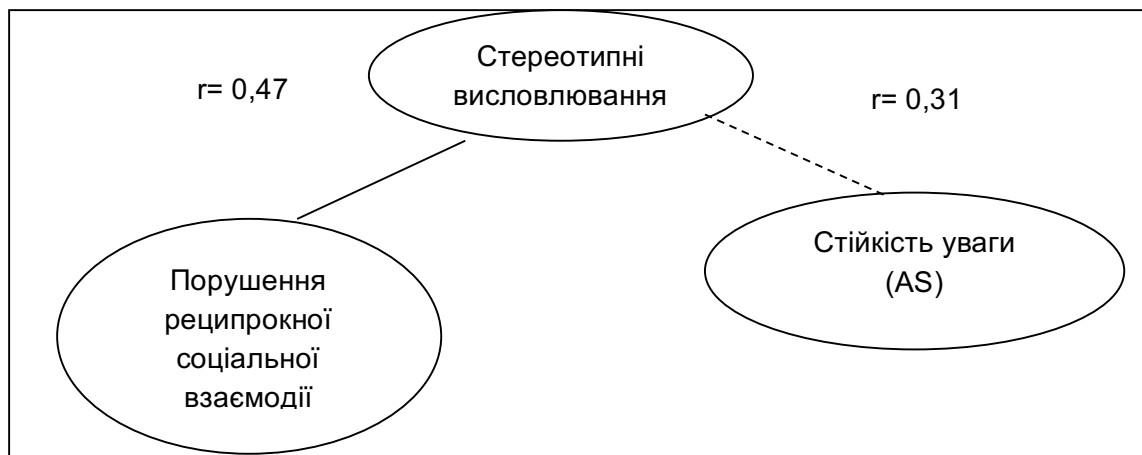 Стереотипні
висловлювання
r= 0,47
r= 0,31
Порушення
реципрокної
соціальної
взаємодії
Стійкість уваги
(AS)